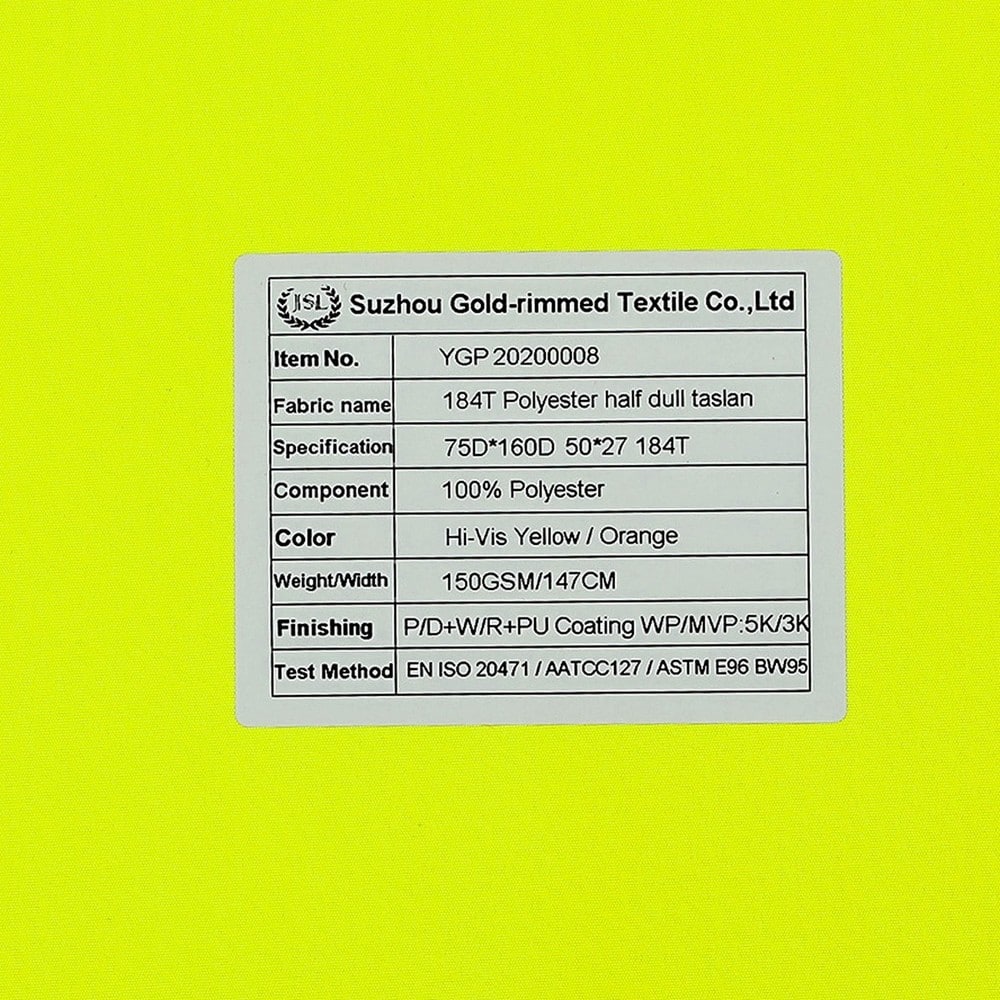 JSL Suzhou Gold-rimmed Textile Co.,Ltd
Item No. YGP 20200008
Fabric name 184T Polyester half dull taslan
Specification 75D*160D 50*27 184T
Component 100% Polyester
Color Hi-Vis Yellow / Orange
Weight/Width 150GSM/147CM
Finishing P/D+W/R+PU Coating WP/MVP:5K/3K
Test Method EN ISO 20471 / AATCC127 / ASTM E96 BW95